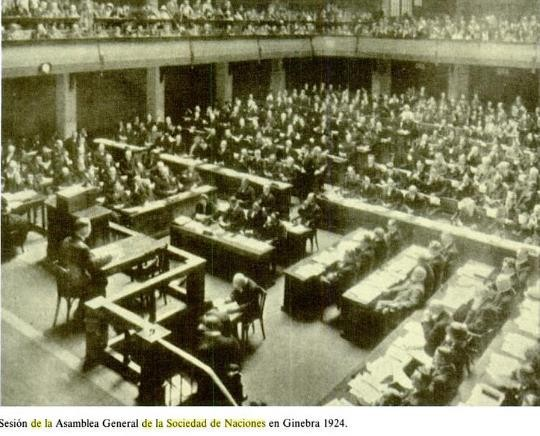 Sesión de la Asamblea General de la Sociedad de Naciones en Ginebra 1924.